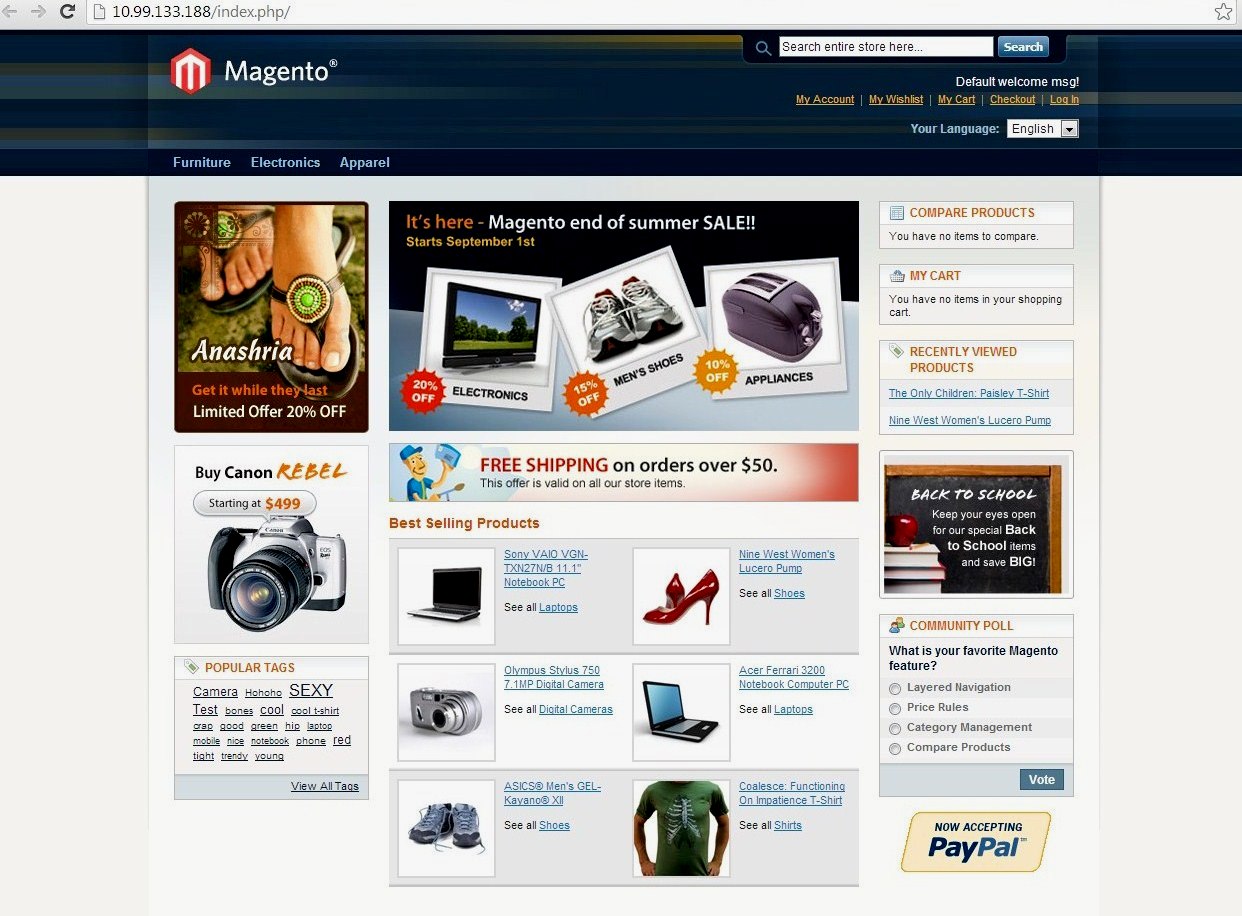 10.99.133.188/index.php/
Search entire store here...
Search
Magento®
Default welcome msg!
My Account | My Wishlist | My Cart | Checkout | Log In
Your Language: English
Furniture Electronics Apparel
Anashria
Get it while they last
Limited Offer 20% OFF
Buy Canon REBEL
Starting at $499
Canon
EOS
POPULAR TAGS
Camera Hohoho SEXY
Test bones cool cool t-shirt
crap good green hip laptop
mobile nice notebook phone red
tight trendy young
View All Tags
It's here - Magento end of summer SALE!!
Starts September 1st
20%
OFF
ELECTRONICS
15%
OFF
MEN'S SHOES
10%
OFF
APPLIANCES
FREE SHIPPING on orders over $50.
This offer is valid on all our store items.
Best Selling Products
Sony VAIO VGN-
TXN27N/B 11.1"
Notebook PC
See all Laptops
Nine West Women's
Lucero Pump
See all Shoes
Olympus Stylus 750
7.1MP Digital Camera
See all Digital Cameras
Acer Ferrari 3200
Notebook Computer PC
See all Laptops
ASICS® Men's GEL-
Kayano® XII
See all Shoes
Coalesce: Functioning
On Impatience T-Shirt
See all Shirts
COMPARE PRODUCTS
You have no items to compare.
MY CART
You have no items in your shopping
cart.
RECENTLY VIEWED
PRODUCTS
The Only Children: Paisley T-Shirt
Nine West Women's Lucero Pump
BACK TO SCHOOL
Keep your eyes open
for our special Back
to School items
and save BIG!
COMMUNITY POLL
What is your favorite Magento
feature?
Layered Navigation
Price Rules
Category Management
Compare Products
Vote
NOW ACCEPTING
PayPal™